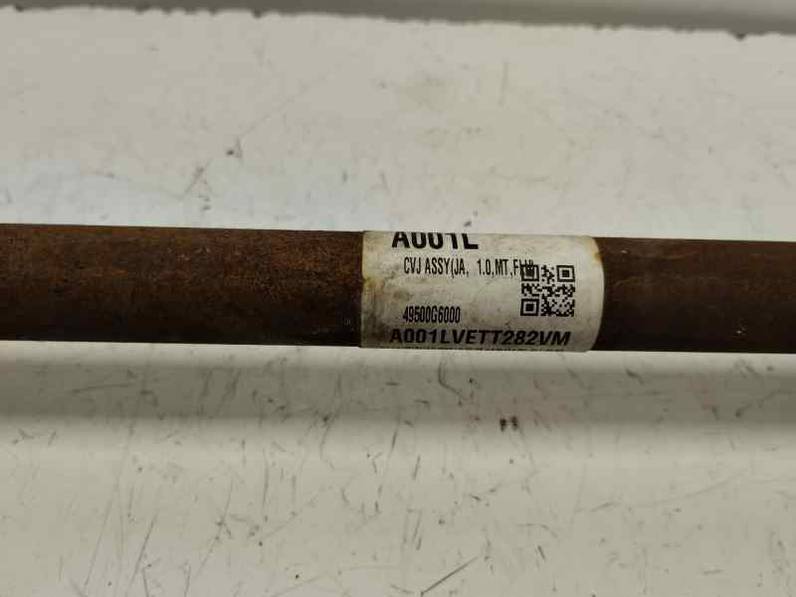 A001L
CVJ ASSY(JA, 1.0,MT,
49500G6000
A001LVETT282VM